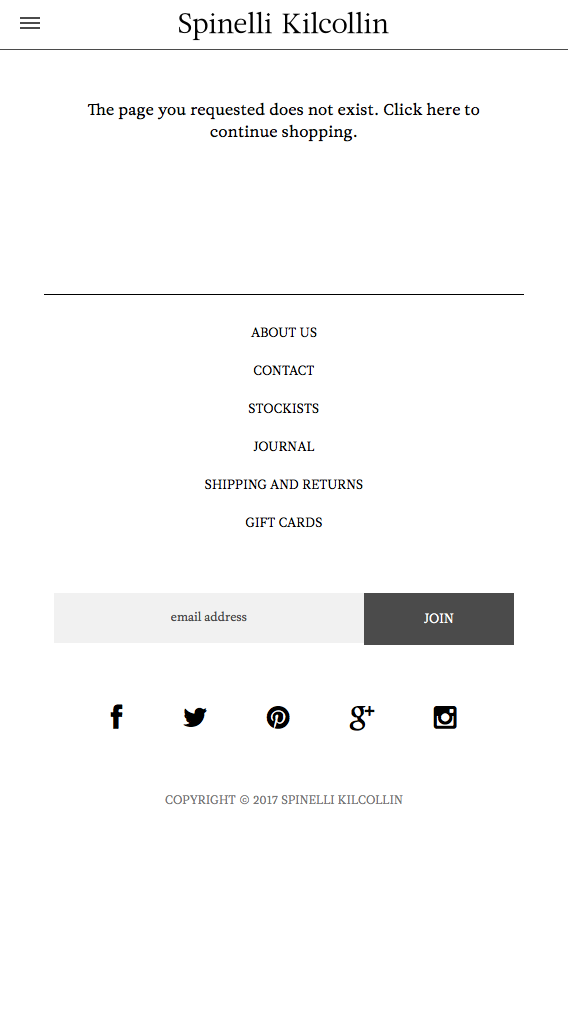 Spinelli Kilcollin
The page you requested does not exist. Click here to
continue shopping.
ABOUT US
CONTACT
STOCKISTS
JOURNAL
SHIPPING AND RETURNS
GIFT CARDS
email address
JOIN
COPYRIGHT © 2017 SPINELLI KILCOLLIN